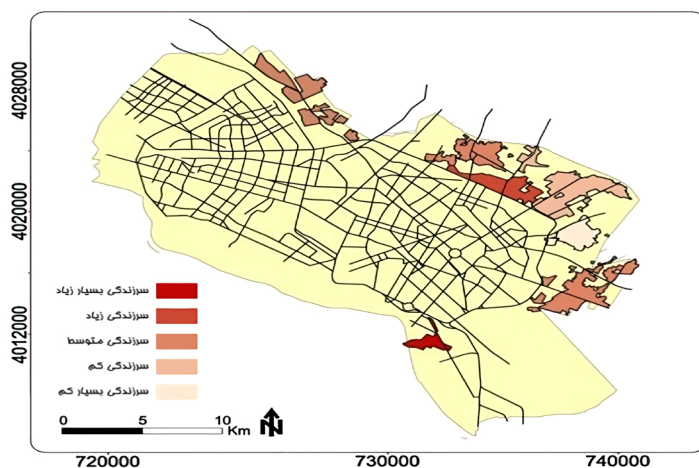 4028000
4020000
4012000
سرزندگی بسیار زیاد
سرزندگی زیاد
سرزندگی متوسط
سرزندگی کم
سرزندگی بسیار کم
0 5 10
Km
N
720000 730000 740000